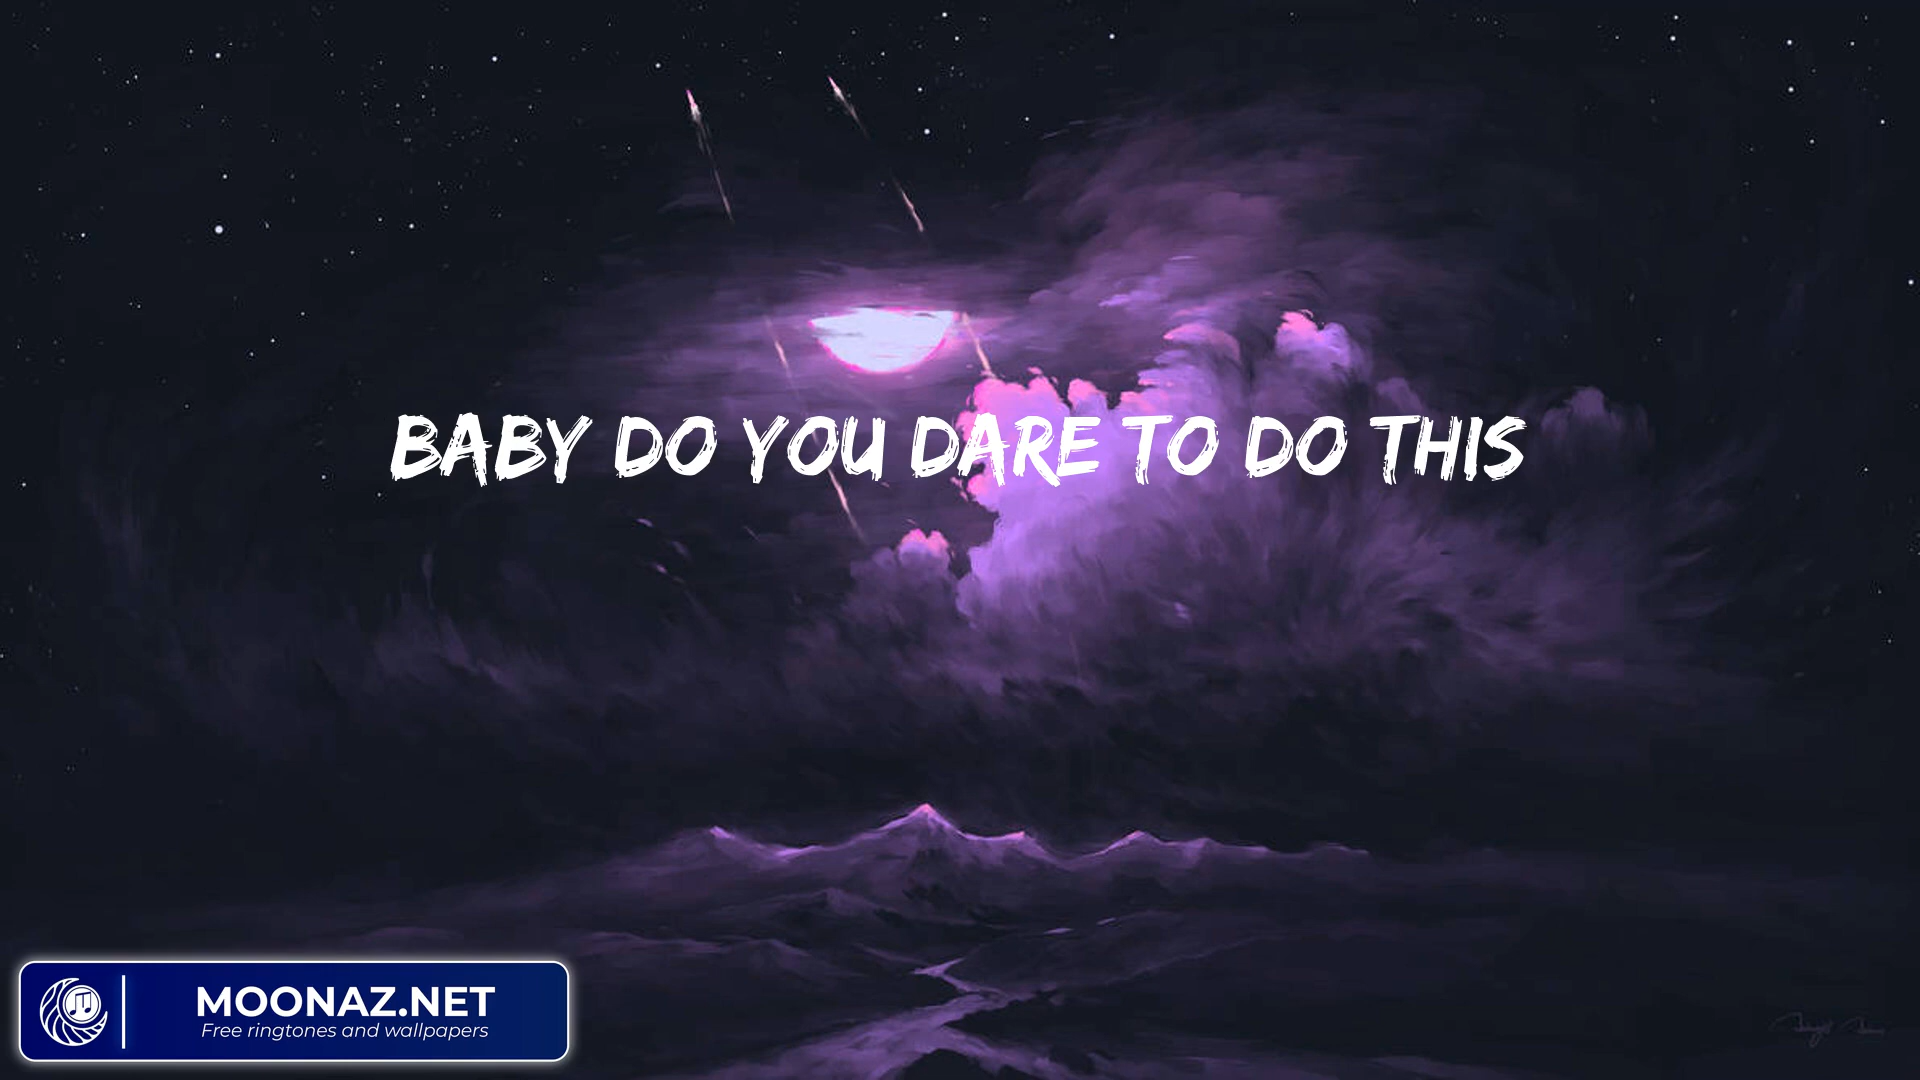 BABY DO YOU DARE TO DO THIS
MOONAZ.NET
Free ringtones and wallpapers